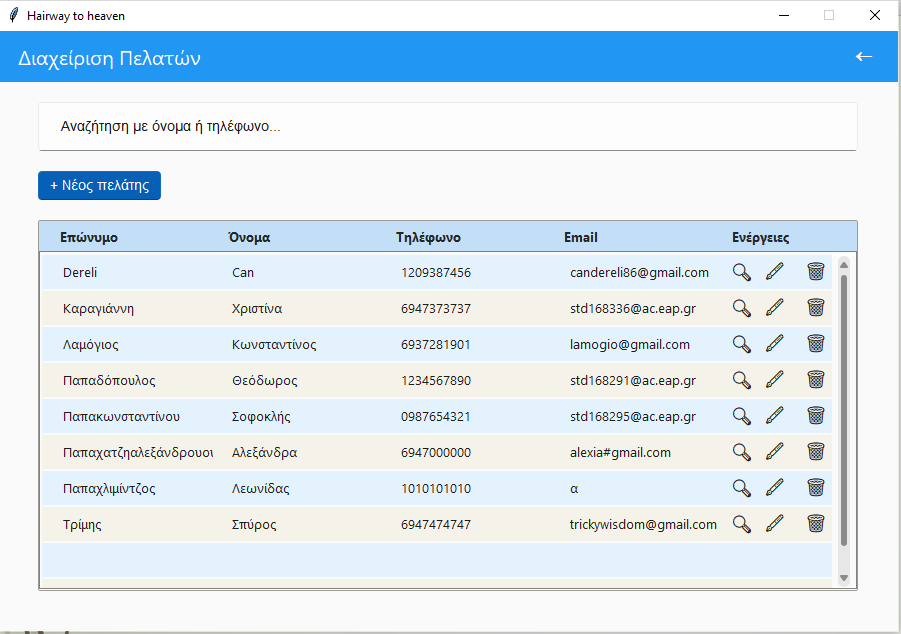 Hairway to heaven
Διαχείριση Πελατών
Αναζήτηση με όνομα ή τηλέφωνο...
+ Νέος πελάτης
Επώνυμο Όνομα Τηλέφωνο Email Ενέργειες
Dereli Can 1209387456 candereli86@gmail.com
Καραγιάννη Χριστίνα 6947373737 std168336@ac.eap.gr
Λαμόγιος Κωνσταντίνος 6937281901 lamogio@gmail.com
Παπαδόπουλος Θεόδωρος 1234567890 std168291@ac.eap.gr
Παπακωνσταντίνου Σοφοκλής 0987654321 std168295@ac.eap.gr
Παπαχατζηαλεξάνδρουοι Αλεξάνδρα 6947000000 alexia#gmail.com
Παπαχλιμίντζος Λεωνίδας 1010101010 α
Τρίμης Σπύρος 6947474747 trickywisdom@gmail.com